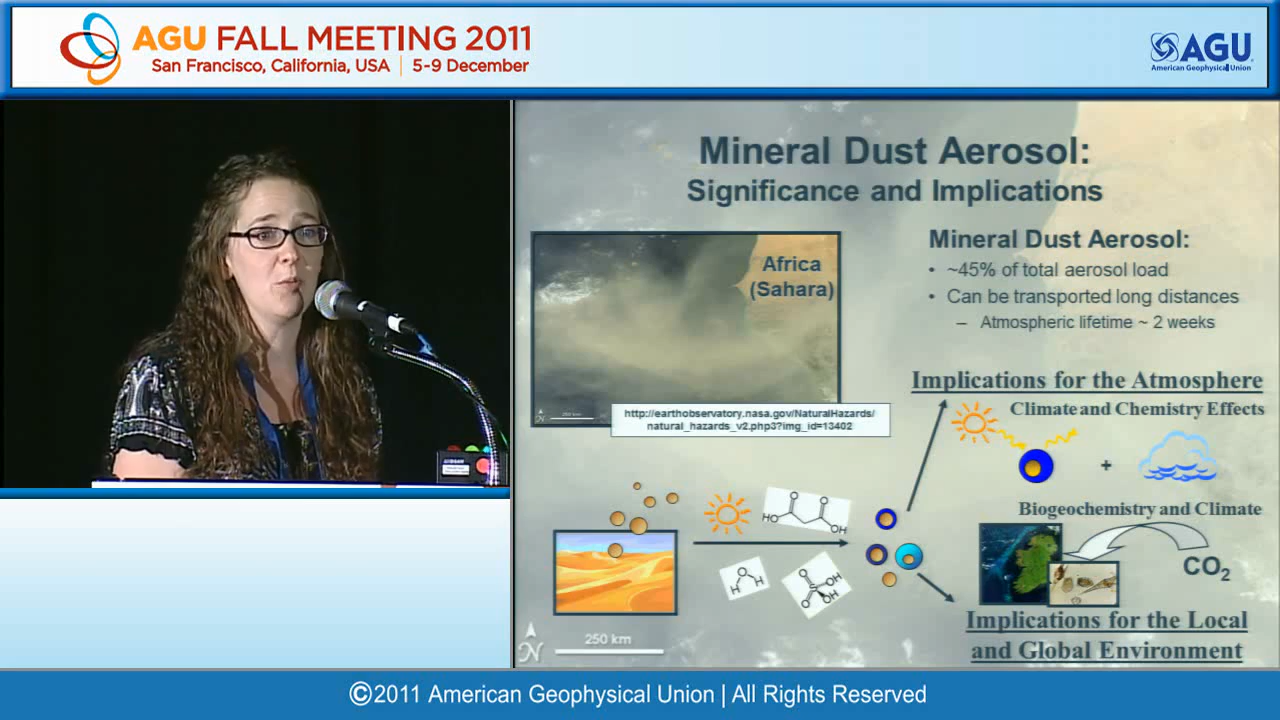 AGU FALL MEETING 2011
San Francisco, California, USA | 5-9 December
AGU
American Geophysical Union
Mineral Dust Aerosol:
Significance and Implications
Africa
(Sahara)
Mineral Dust Aerosol:
• ~45% of total aerosol load
• Can be transported long distances
– Atmospheric lifetime ~ 2 weeks
http://earthobservatory.nasa.gov/NaturalHazards/
natural_hazards_v2.php3?img_id=13402
Implications for the Atmosphere
Climate and Chemistry Effects
+
Biogeochemistry and Climate
CO2
O O
HO OH
O
H H
O OH
S
O OH
Implications for the Local
and Global Environment
250 km
N
©2011 American Geophysical Union | All Rights Reserved